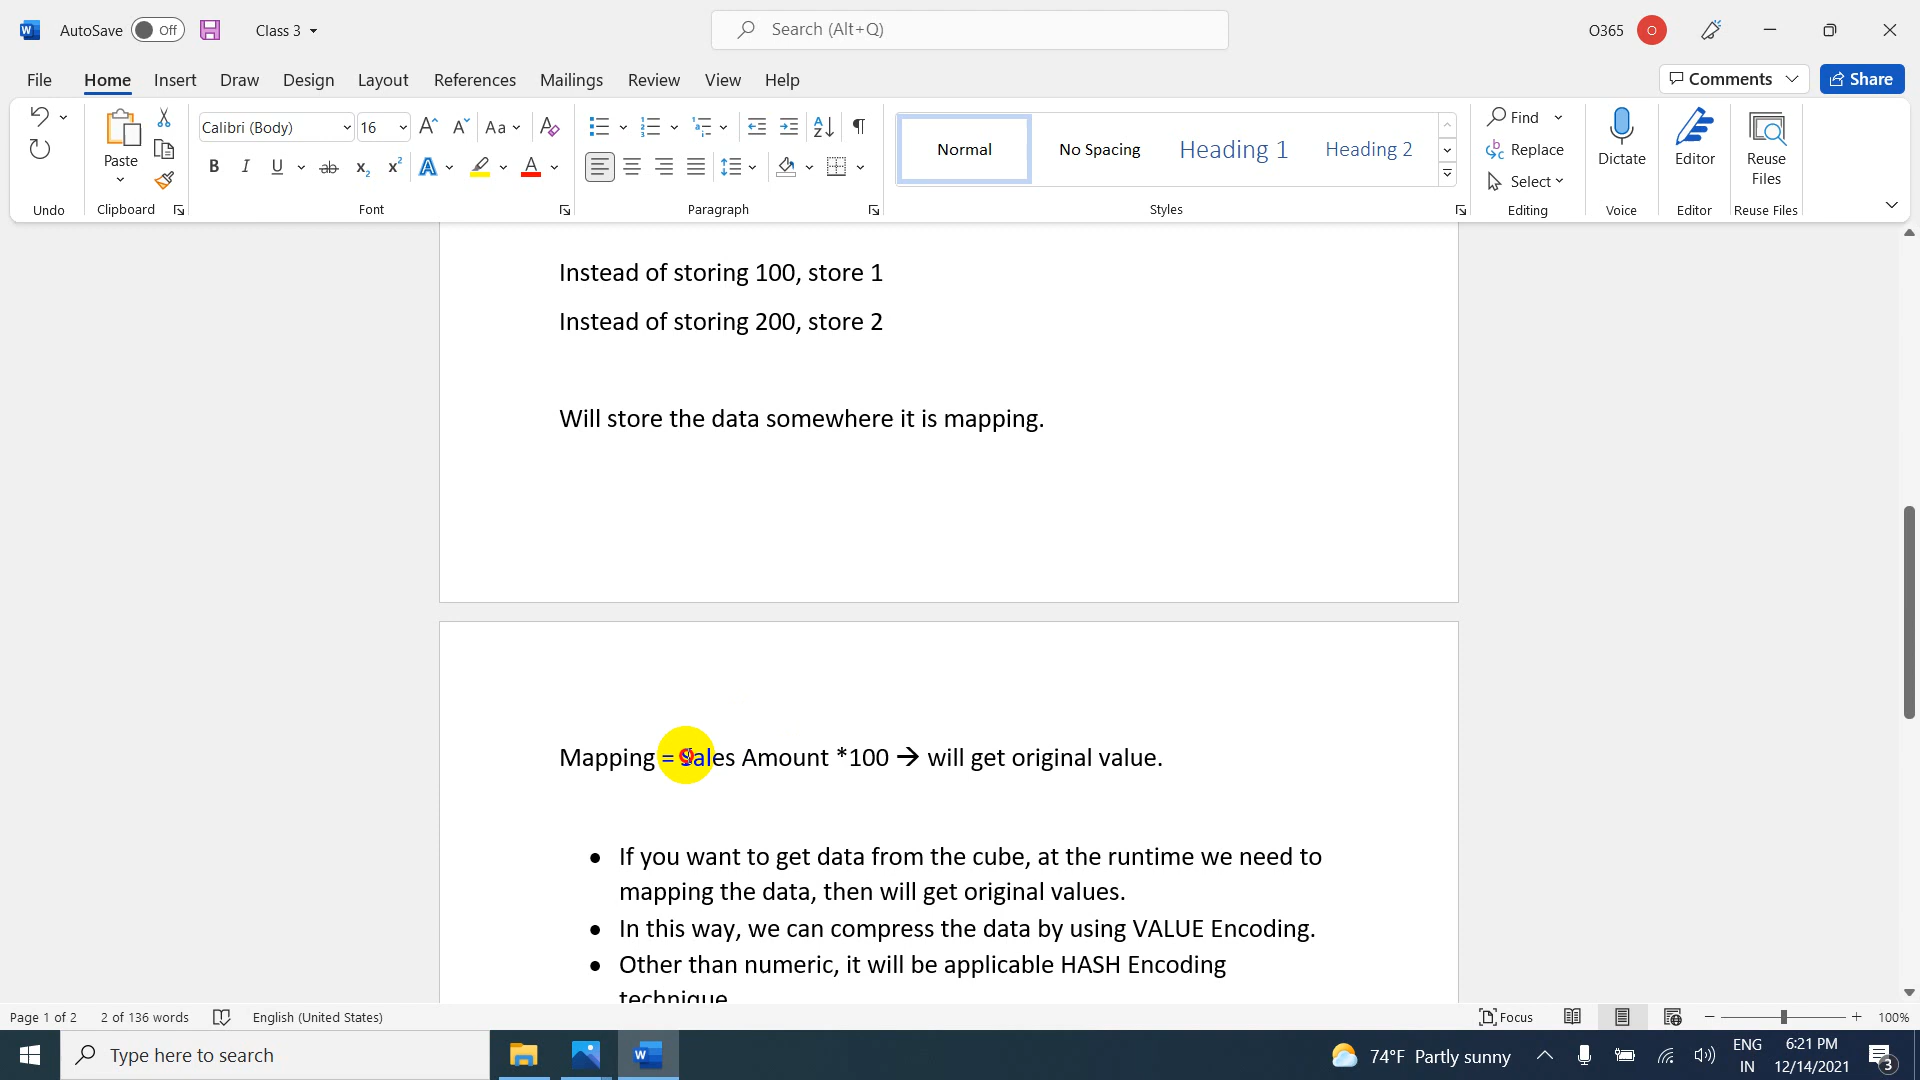 AutoSave Off Class 3 Search (Alt+Q) O365 O
File Home Insert Draw Design Layout References Mailings Review View Help Comments Share
Calibri (Body) 16 Aa
Paste
Normal No Spacing Heading 1 Heading 2
Find
Replace
Select
Dictate Editor Reuse Files
Undo Clipboard Font Paragraph Styles Editing Voice Editor Reuse Files
Instead of storing 100, store 1
Instead of storing 200, store 2
Will store the data somewhere it is mapping.
Mapping = Sales Amount *100 → will get original value.
• If you want to get data from the cube, at the runtime we need to
mapping the data, then will get original values.
• In this way, we can compress the data by using VALUE Encoding.
• Other than numeric, it will be applicable HASH Encoding
technique
Page 1 of 2 2 of 136 words English (United States) Focus 100%
Type here to search 74°F Partly sunny ENG IN 6:21 PM 12/14/2021 3